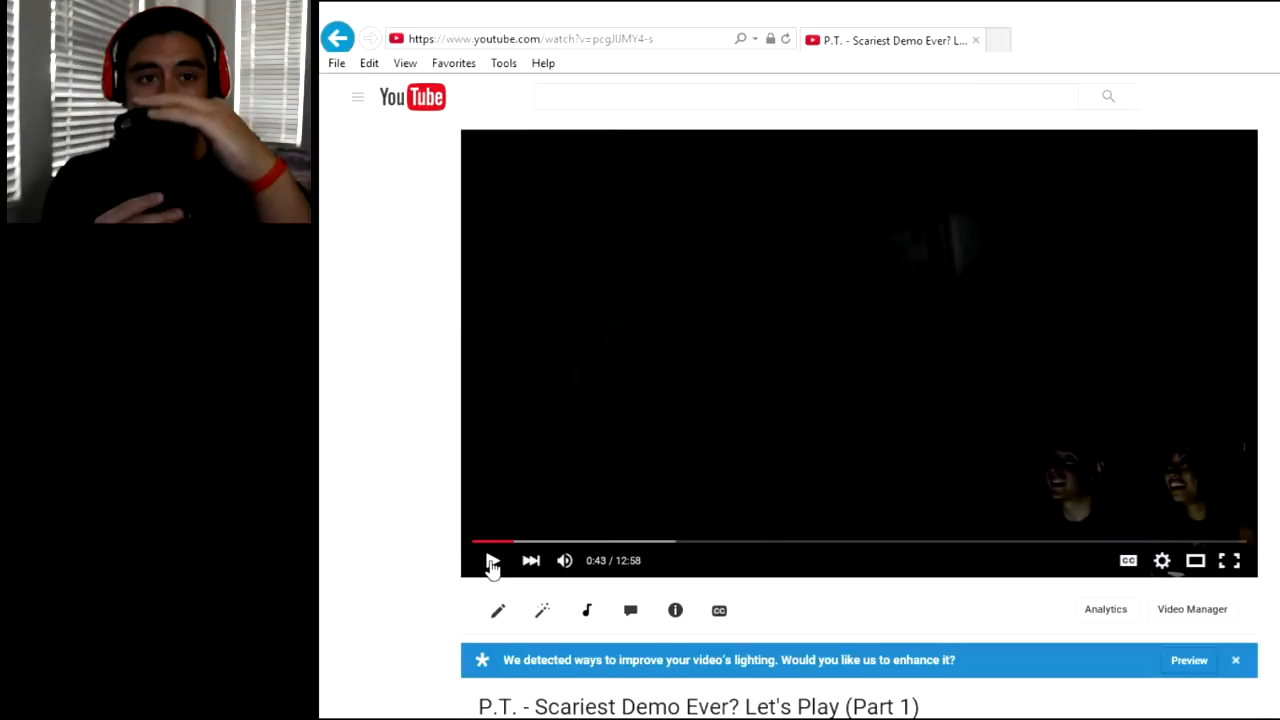 https://www.youtube.com/watch?v=pcgJUMY4-s
P.T. - Scariest Demo Ever? L...
File Edit View Favorites Tools Help
YouTube
0:43 / 12:58
CC
CC
Analytics Video Manager
We detected ways to improve your video's lighting. Would you like us to enhance it? Preview
P.T. - Scariest Demo Ever? Let's Play (Part 1)